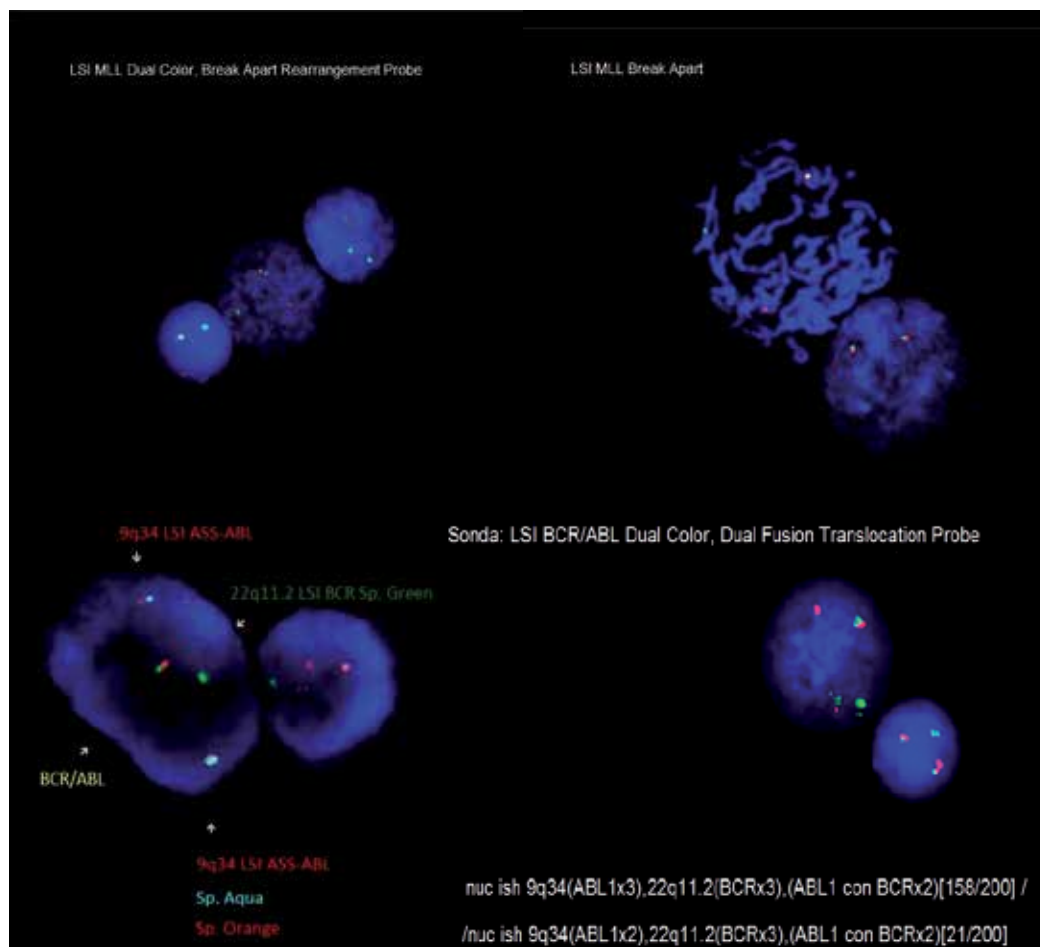 LSI MLL Dual Color, Break Apart Rearrangement Probe
LSI MLL Break Apart
9q34 LSI ASS-ABL
22q11.2 LSI BCR Sp. Green
BCR/ABL
9q34 LSI ASS-ABL
Sp. Aqua
Sp. Orange
Sonda: LSI BCR/ABL Dual Color, Dual Fusion Translocation Probe
nuc ish 9q34(ABL1x3),22q11.2(BCRx3),(ABL1 con BCRx2)[158/200] /
/nuc ish 9q34(ABL1x2),22q11.2(BCRx3),(ABL1 con BCRx2)[21/200]